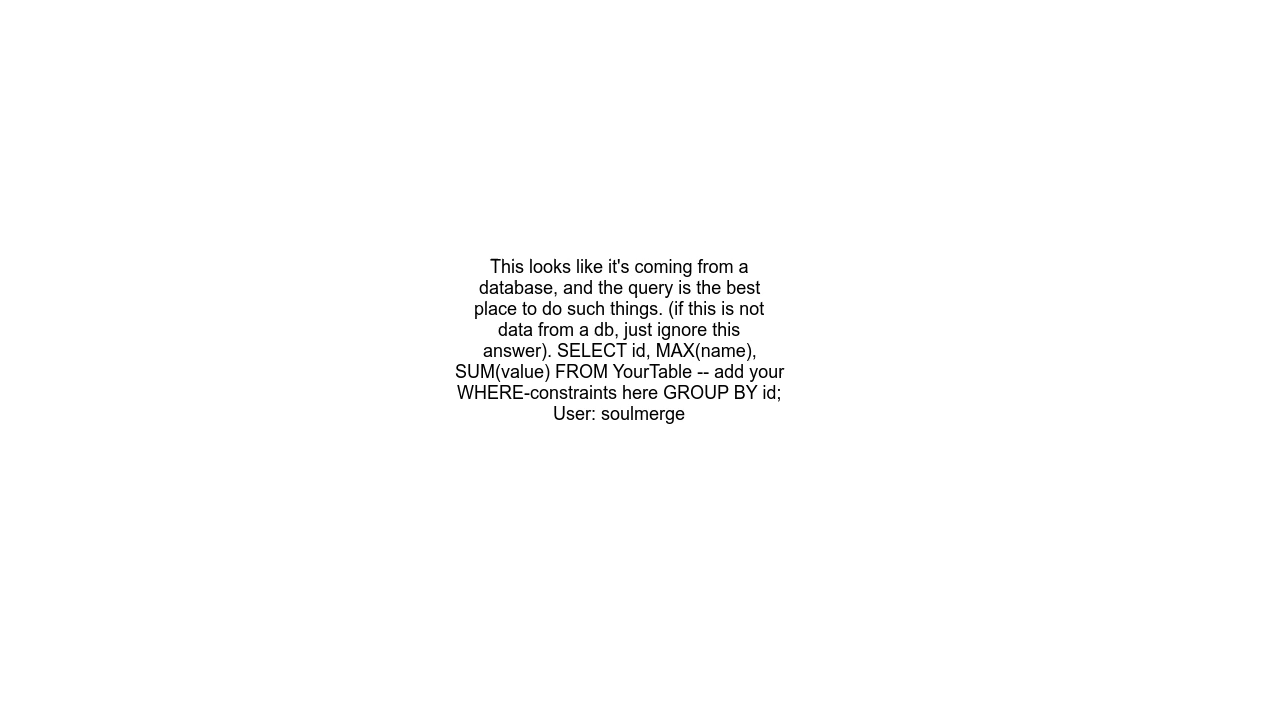 This looks like it's coming from a
database, and the query is the best
place to do such things. (if this is not
data from a db, just ignore this
answer). SELECT id, MAX(name),
SUM(value) FROM YourTable -- add your
WHERE-constraints here GROUP BY id;
User: soulmerge